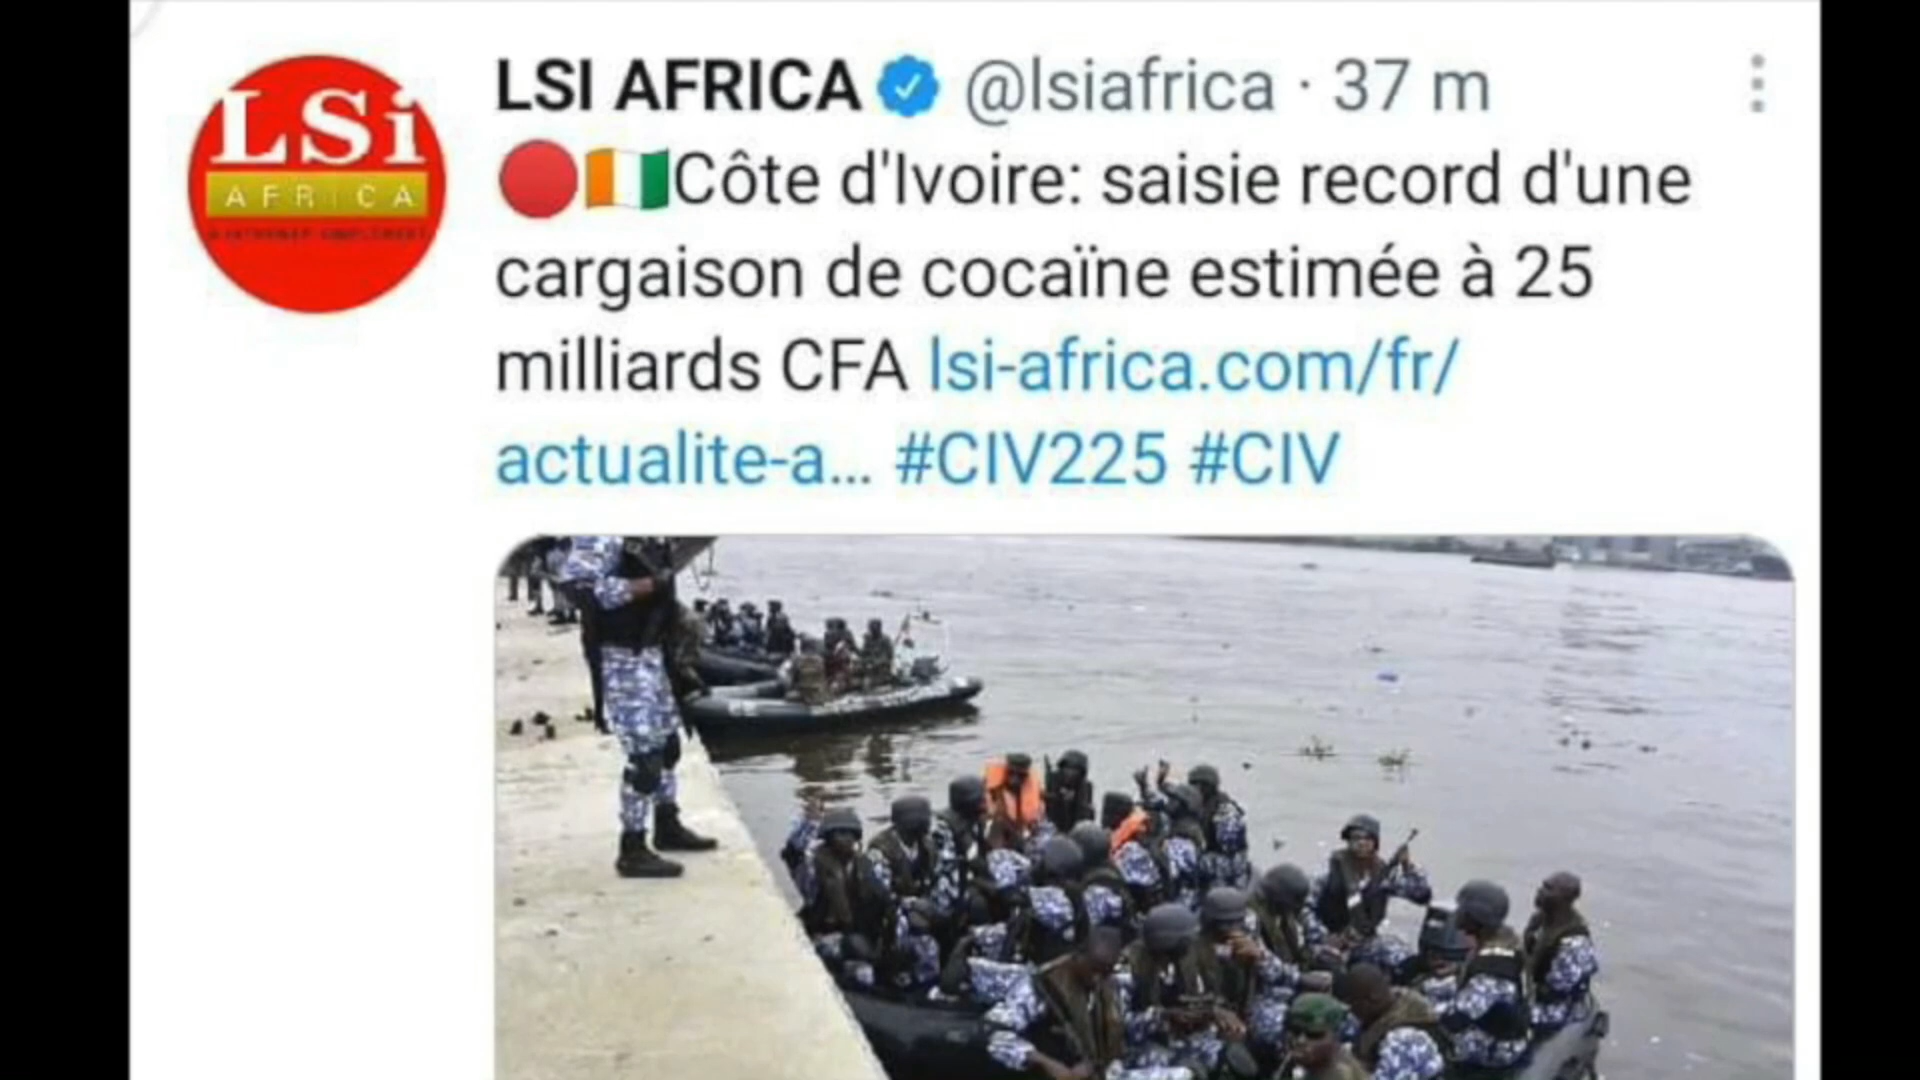 LSi
AFRICA
LSI AFRICA @lsiafrica · 37 m
🔴🇨🇮Côte d'Ivoire: saisie record d'une
cargaison de cocaïne estimée à 25
milliards CFA lsi-africa.com/fr/
actualite-a… #CIV225 #CIV